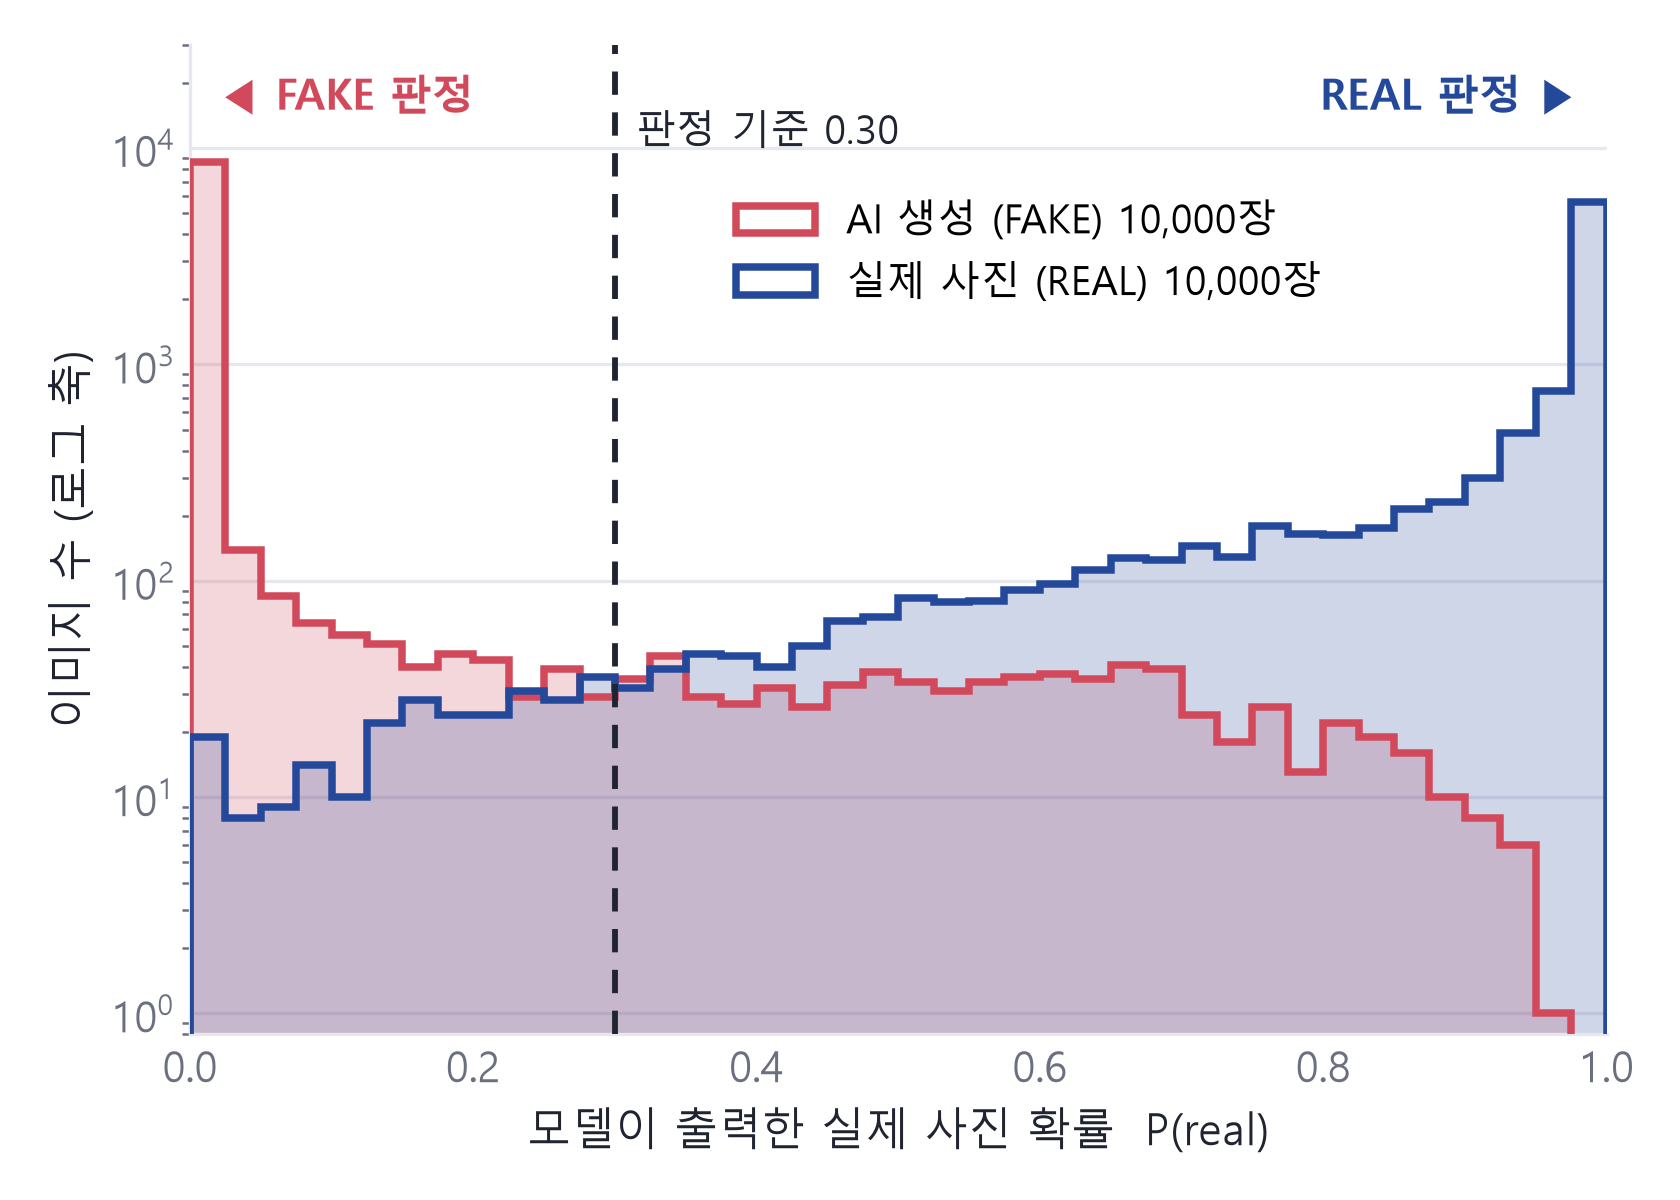 ◀ FAKE 판정
REAL 판정 ▶
판정 기준 0.30
AI 생성 (FAKE) 10,000장
실제 사진 (REAL) 10,000장
이미지 수 (로그 축)
10⁴
10³
10²
10¹
10⁰
0.0 0.2 0.4 0.6 0.8 1.0
모델이 출력한 실제 사진 확률 P(real)